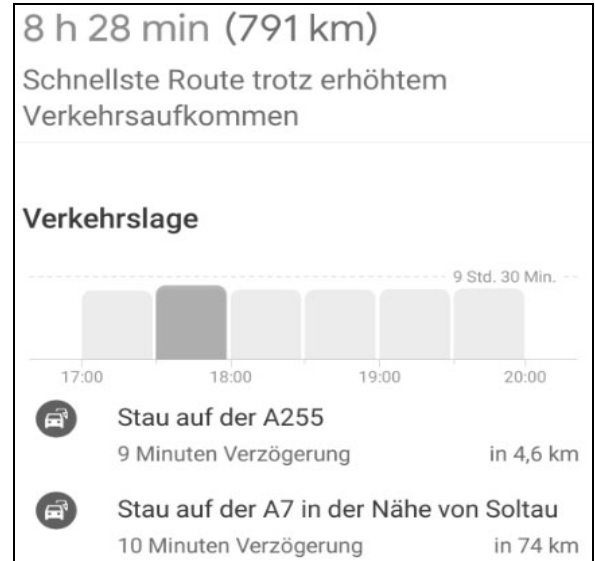 8 h 28 min (791 km)
Schnellste Route trotz erhöhtem
Verkehrsaufkommen
Verkehrslage
9 Std. 30 Min.
17:00 18:00 19:00 20:00
Stau auf der A255
9 Minuten Verzögerung in 4,6 km
Stau auf der A7 in der Nähe von Soltau
10 Minuten Verzögerung in 74 km